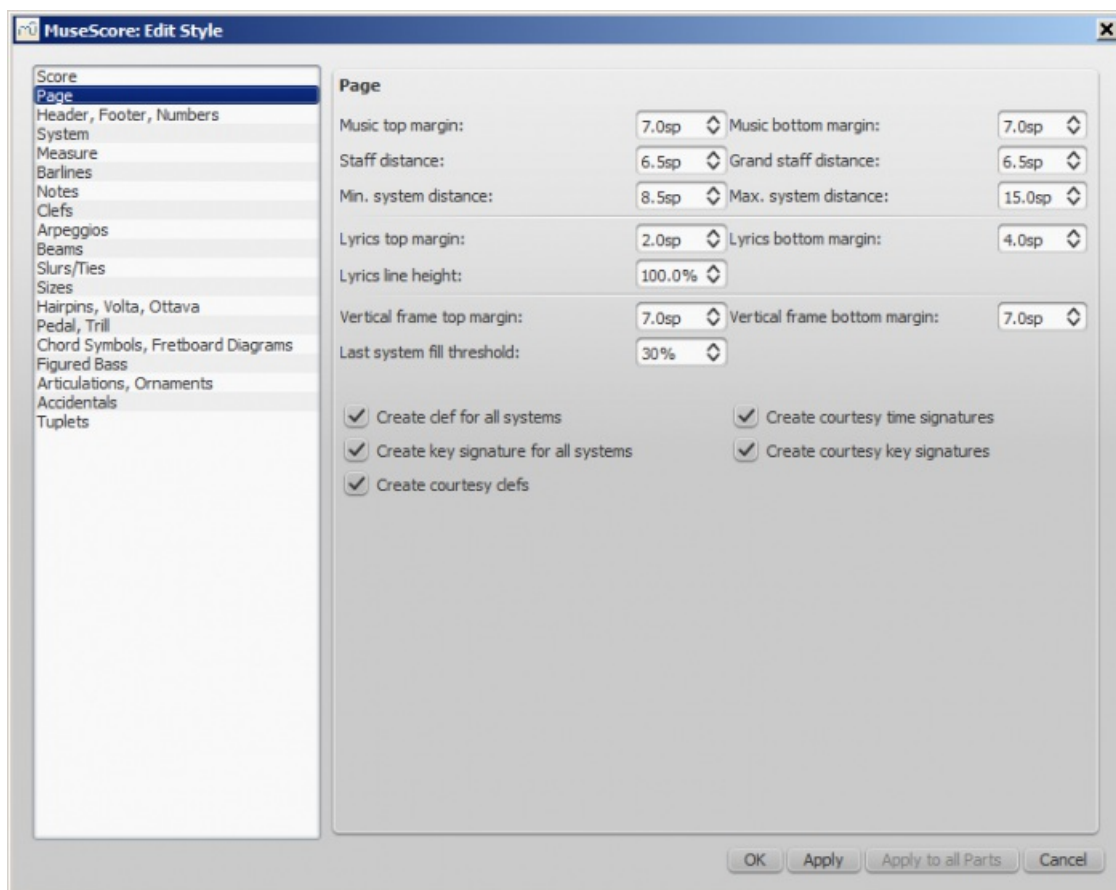 MuseScore: Edit Style
Score
Page
Header, Footer, Numbers
System
Measure
Barlines
Notes
Clefs
Arpeggios
Beams
Slurs/Ties
Sizes
Hairpins, Volta, Ottava
Pedal, Trill
Chord Symbols, Fretboard Diagrams
Figured Bass
Articulations, Ornaments
Accidentals
Tuplets
Page
Music top margin: 7.0sp Music bottom margin: 7.0sp
Staff distance: 6.5sp Grand staff distance: 6.5sp
Min. system distance: 8.5sp Max. system distance: 15.0sp
Lyrics top margin: 2.0sp Lyrics bottom margin: 4.0sp
Lyrics line height: 100.0%
Vertical frame top margin: 7.0sp Vertical frame bottom margin: 7.0sp
Last system fill threshold: 30%
Create clef for all systems Create courtesy time signatures
Create key signature for all systems Create courtesy key signatures
Create courtesy clefs
OK Apply Apply to all Parts Cancel